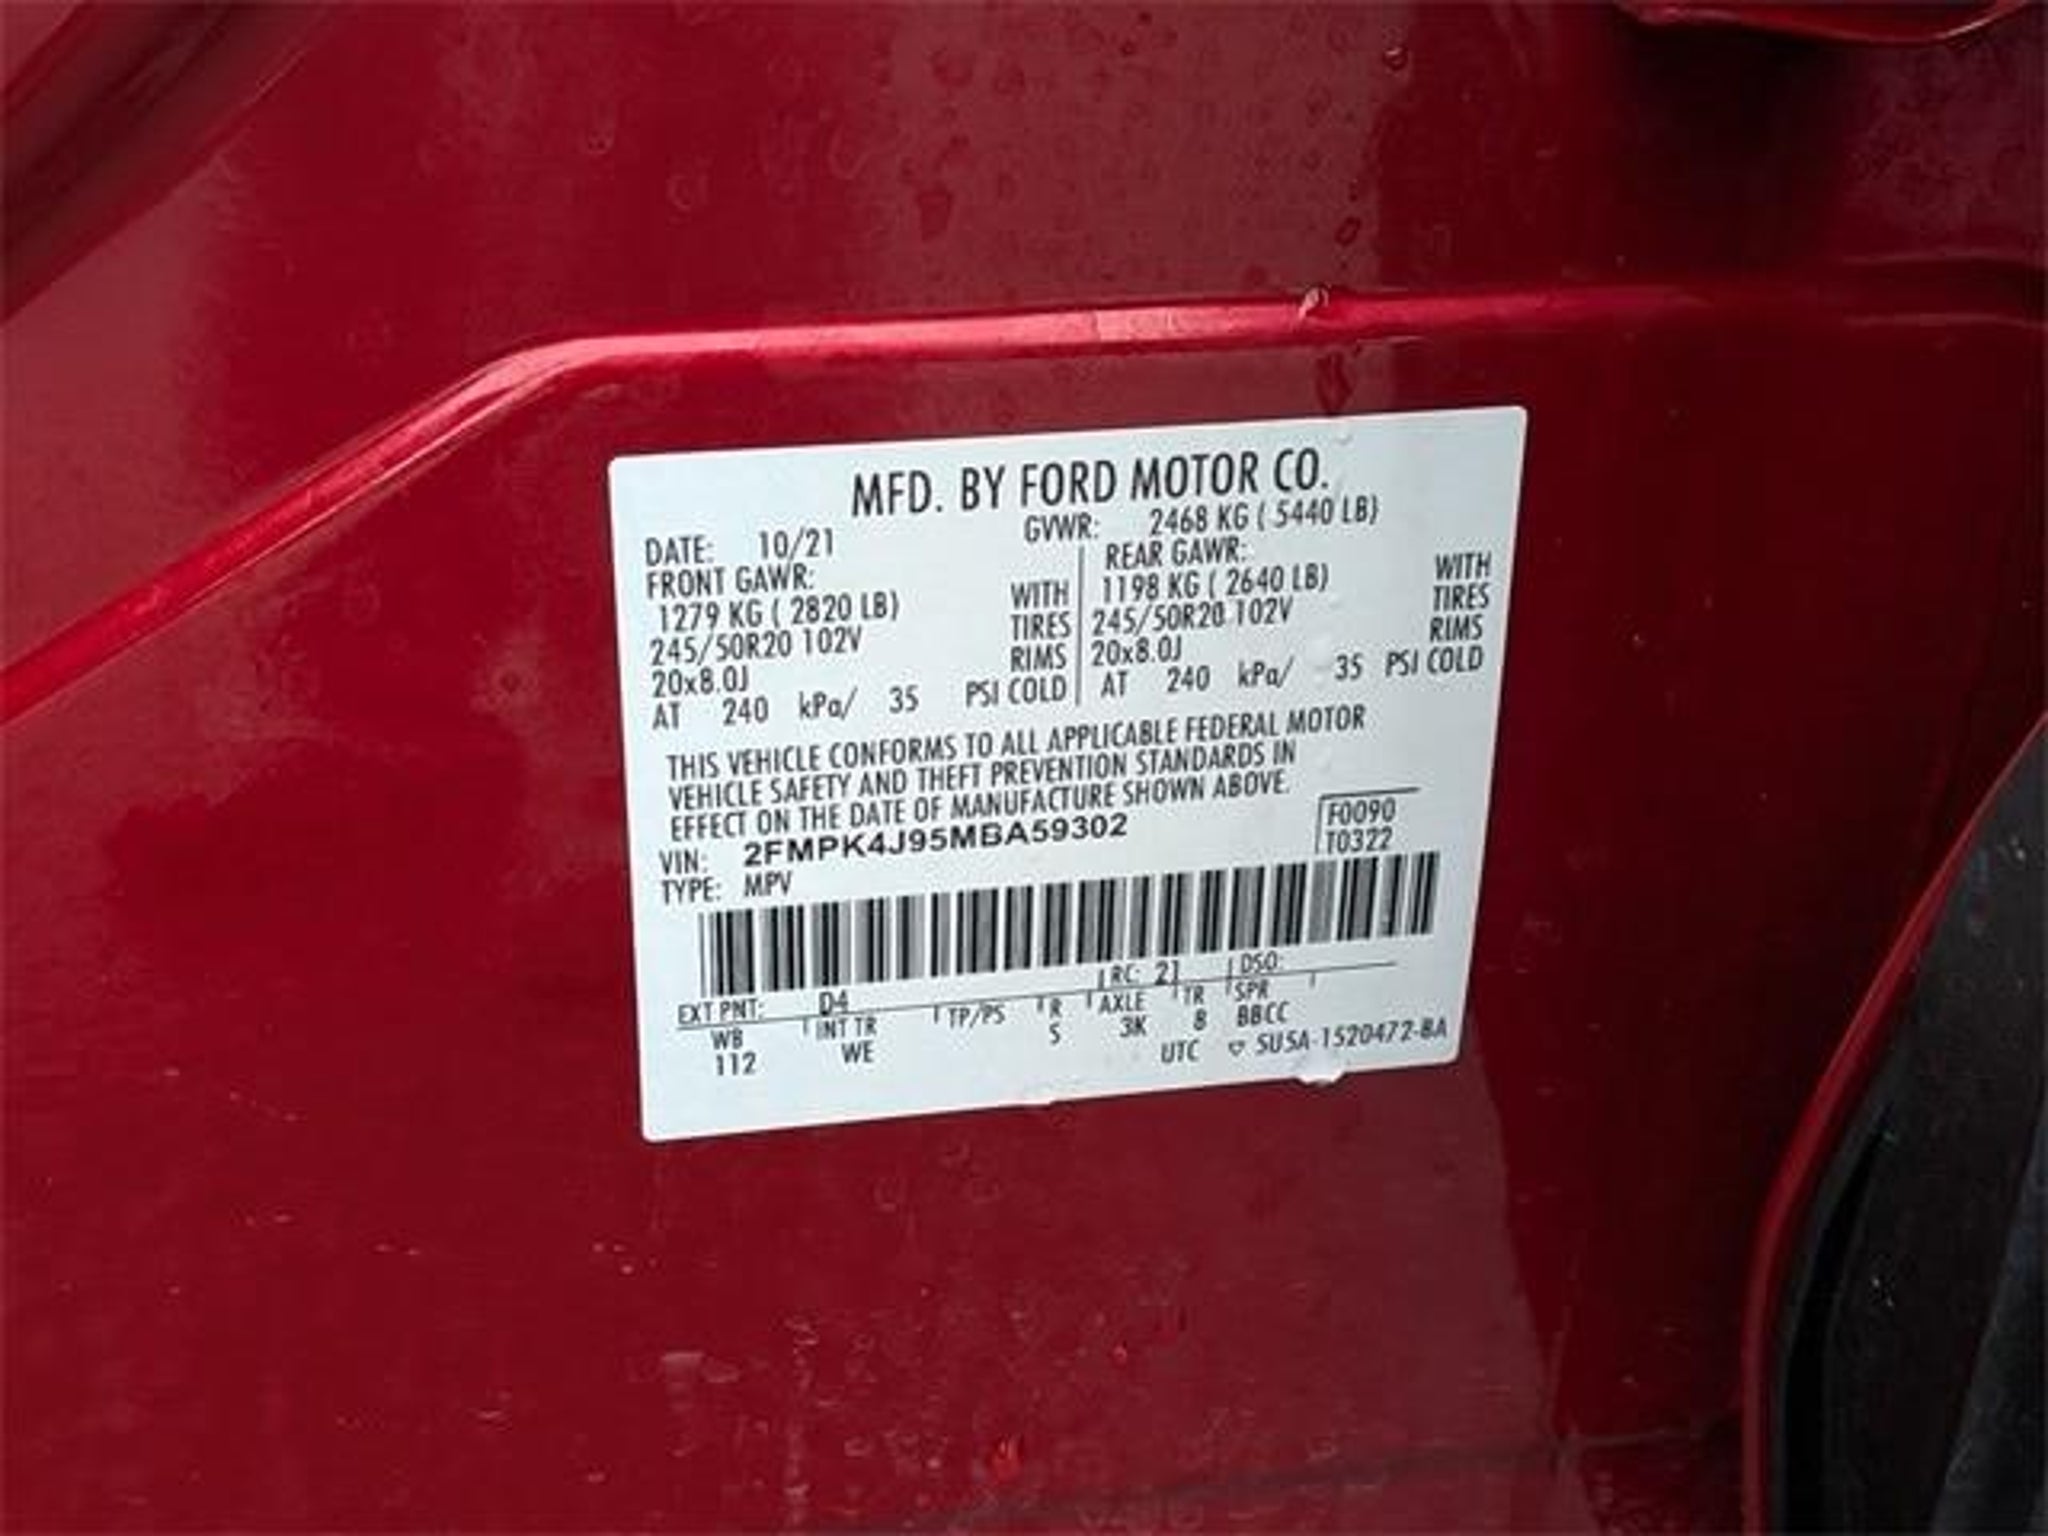 MFD. BY FORD MOTOR CO.
DATE: 10/21 GVWR: 2468 KG ( 5440 LB)
FRONT GAWR: REAR GAWR:
1279 KG ( 2820 LB) WITH 1198 KG ( 2640 LB) WITH
245/50R20 102V TIRES 245/50R20 102V TIRES
20x8.0J RIMS 20x8.0J RIMS
AT 240 kPa/ 35 PSI COLD AT 240 kPa/ 35 PSI COLD
THIS VEHICLE CONFORMS TO ALL APPLICABLE FEDERAL MOTOR
VEHICLE SAFETY AND THEFT PREVENTION STANDARDS IN
EFFECT ON THE DATE OF MANUFACTURE SHOWN ABOVE.
VIN: 2FMPK4J95MBA59302 F0090
TYPE: MPV T0322
EXT PNT: D4 RC: 21 DSO:
WB INT TR TP/PS R AXLE TR SPR
112 WE S 3K 8 BBCC
UTC SU5A-1520472-BA